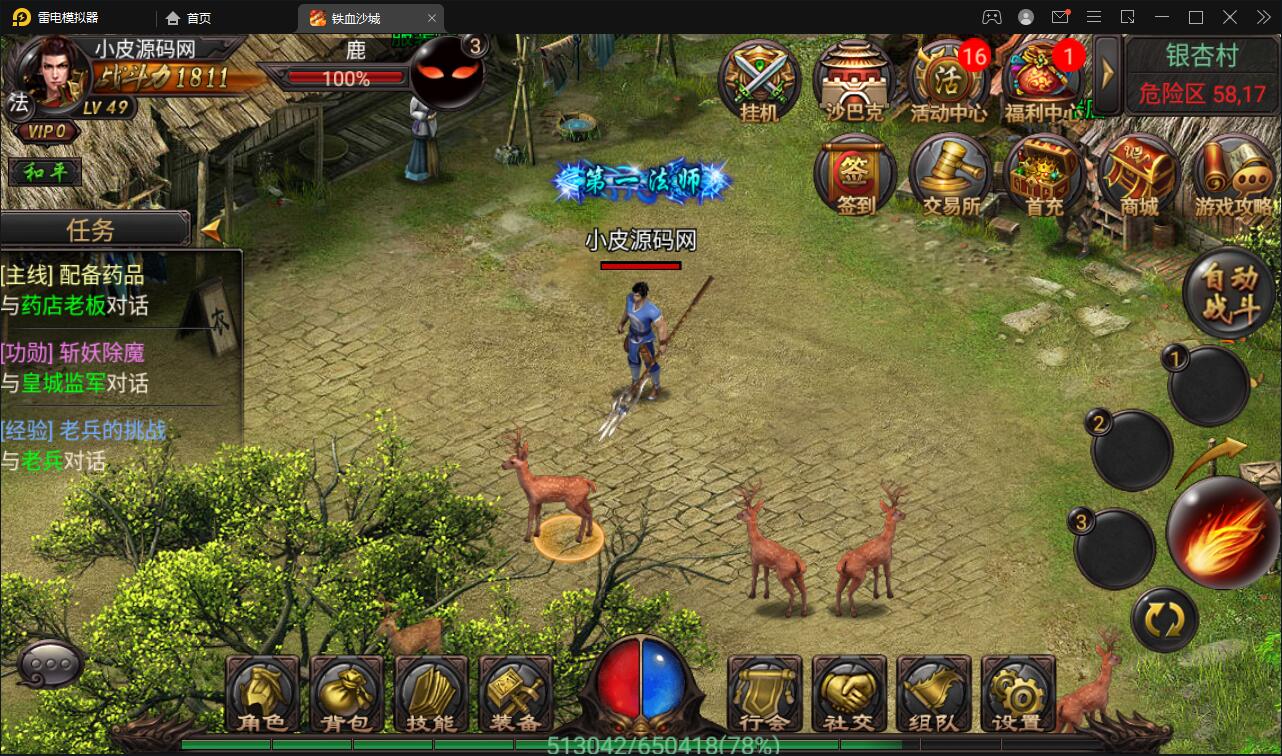 雷电模拟器
首页
铁血沙城
小皮源码网
战斗力1811
法
LV 49
VIP0
和平
鹿
100%
3
挂机
沙巴克
活
16
活动中心
1
福利中心
银杏村
危险区 58,17
签
签到
交易所
首充
商城
游戏攻略
任务
[主线] 配备药品
与药店老板对话
[功勋] 斩妖除魔
与皇城监军对话
[经验] 老兵的挑战
与老兵对话
衣
第一法师
小皮源码网
自动
战斗
1
2
3
角色
背包
技能
装备
行会
社交
组队
设置
513042/650418(78%)